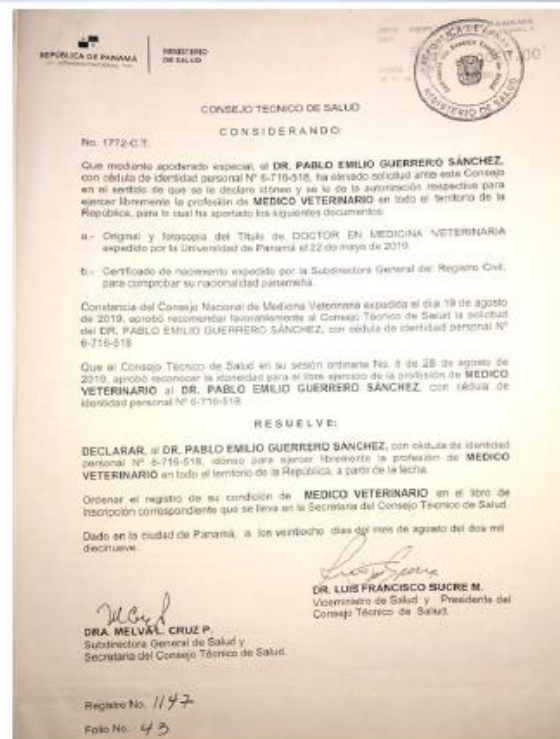 REPÚBLICA DE PANAMÁ
MINISTERIO
DE SALUD
REPUBLICA DE PANAMA
MINISTERIO DE SALUD
CONSEJO TECNICO DE SALUD
CONSIDERANDO:
No. 1772-C.T.
Que mediante apoderado especial, el DR. PABLO EMILIO GUERRERO SÁNCHEZ,
con cédula de identidad personal Nº 6-716-518, ha elevado solicitud ante este Consejo
en el sentido de que se le declare idóneo y se le de la autorización respectiva para
ejercer libremente la profesión de MEDICO VETERINARIO en todo el territorio de la
República, para lo cual ha aportado los siguientes documentos:
a.- Original y fotocopia del Título de DOCTOR EN MEDICINA VETERINARIA
expedido por la Universidad de Panamá el 22 de mayo de 2019.
b.- Certificado de nacimiento expedido por la Subdirectora General del Registro Civil,
para comprobar su nacionalidad panameña.
Constancia del Consejo Nacional de Medicina Veterinaria expedida el día 19 de agosto
de 2019, aprobó recomendar favorablemente al Consejo Técnico de Salud la solicitud
del DR. PABLO EMILIO GUERRERO SÁNCHEZ, con cédula de identidad personal Nº
6-716-518
Que el Consejo Técnico de Salud en su sesión ordinaria No. 8 de 28 de agosto de
2019, aprobó reconocer la idoneidad para el libre ejercicio de la profesión de MEDICO
VETERINARIO al DR. PABLO EMILIO GUERRERO SÁNCHEZ, con cédula de
identidad personal Nº 6-716-518.
RESUELVE:
DECLARAR, al DR. PABLO EMILIO GUERRERO SÁNCHEZ, con cédula de identidad
personal Nº 6-716-518, idóneo para ejercer libremente la profesión de MEDICO
VETERINARIO en todo el territorio de la República, a partir de la fecha.
Ordenar el registro de su condición de MEDICO VETERINARIO en el libro de
inscripción correspondiente que se lleva en la Secretaría del Consejo Técnico de Salud.
Dado en la ciudad de Panamá, a los veintiocho días del mes de agosto del dos mil
diecinueve.
DR. LUIS FRANCISCO SUCRE M.
Viceministro de Salud y Presidente del
Consejo Técnico de Salud.
DRA. MELVA L. CRUZ P.
Subdirectora General de Salud y
Secretaria del Consejo Técnico de Salud.
Registro No. 1147
Folio No. 43